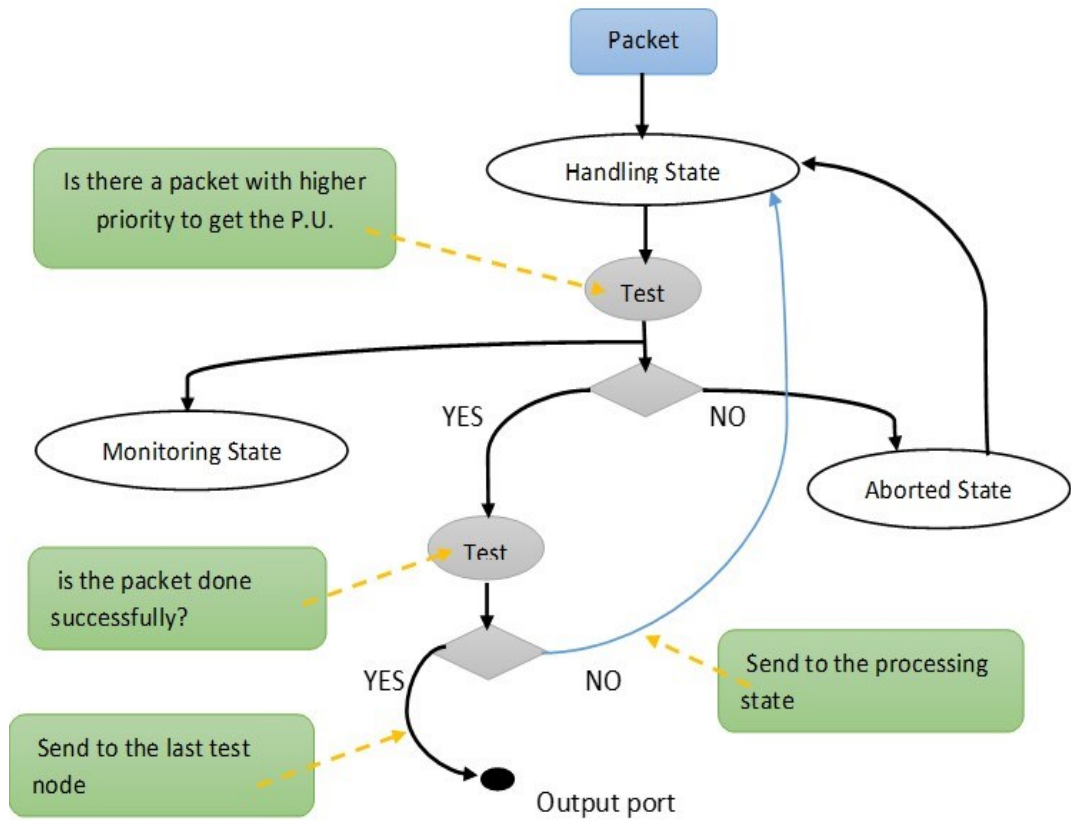 Packet
Handling State
Is there a packet with higher
priority to get the P.U.
Test
YES
NO
Monitoring State
Aborted State
Test
is the packet done
successfully?
YES
NO
Send to the processing
state
Send to the last test
node
Output port